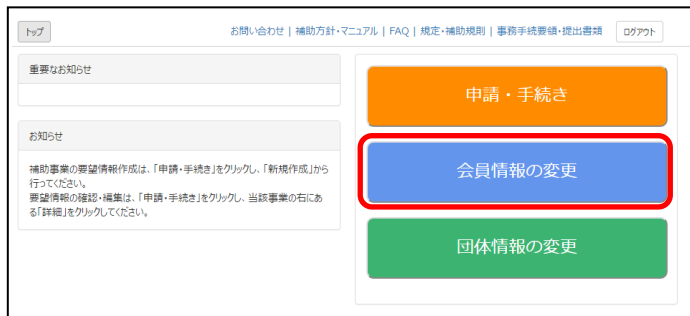 トップ
お問い合わせ | 補助方針・マニュアル | FAQ | 規定・補助規則 | 事務手続要領・提出書類
ログアウト
重要なお知らせ
お知らせ
補助事業の要望情報作成は、「申請・手続き」をクリックし、「新規作成」から
行ってください。
要望情報の確認・編集は、「申請・手続き」をクリックし、当該事業の右にあ
る「詳細」をクリックしてください。
申請・手続き
会員情報の変更
団体情報の変更